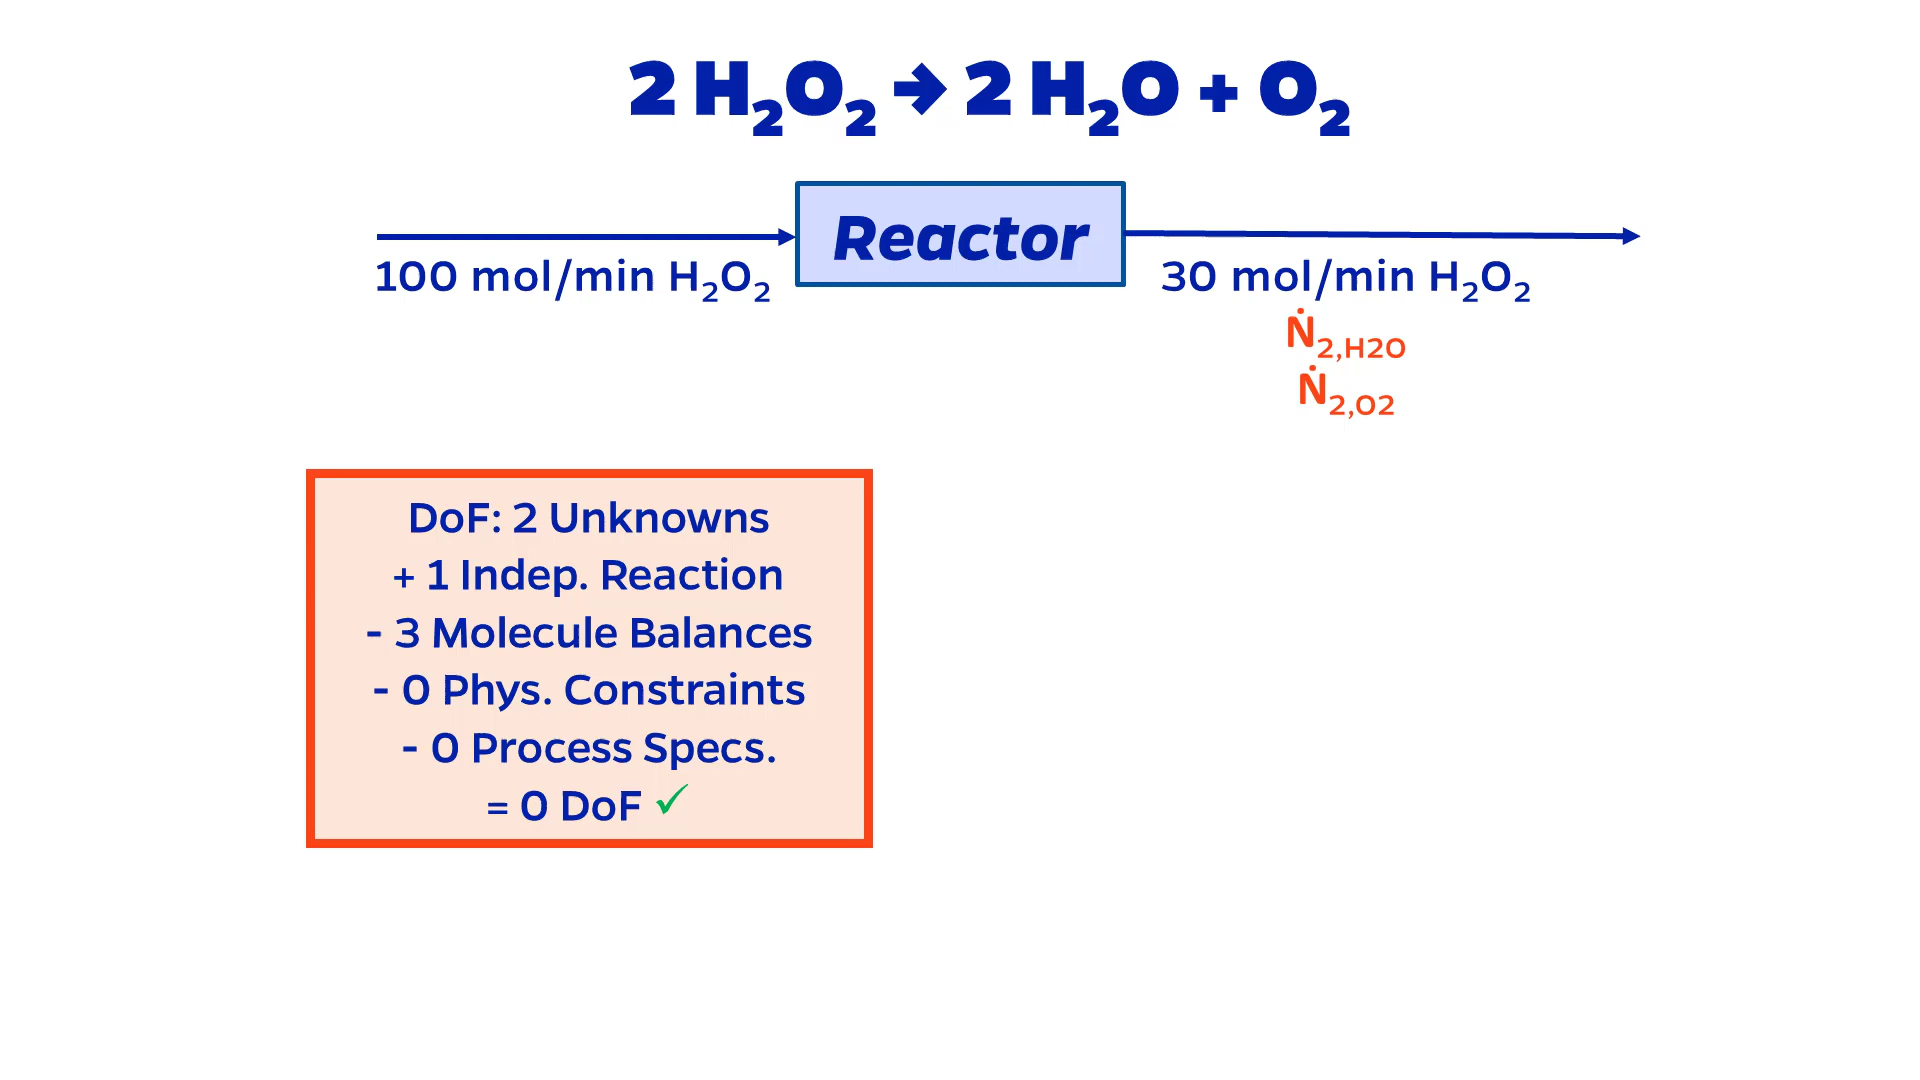 2 H₂O₂ → 2 H₂O + O₂
Reactor
100 mol/min H₂O₂
30 mol/min H₂O₂
Ṅ₂,H2O
Ṅ₂,O2
DoF: 2 Unknowns
+ 1 Indep. Reaction
- 3 Molecule Balances
- 0 Phys. Constraints
- 0 Process Specs.
= 0 DoF ✓